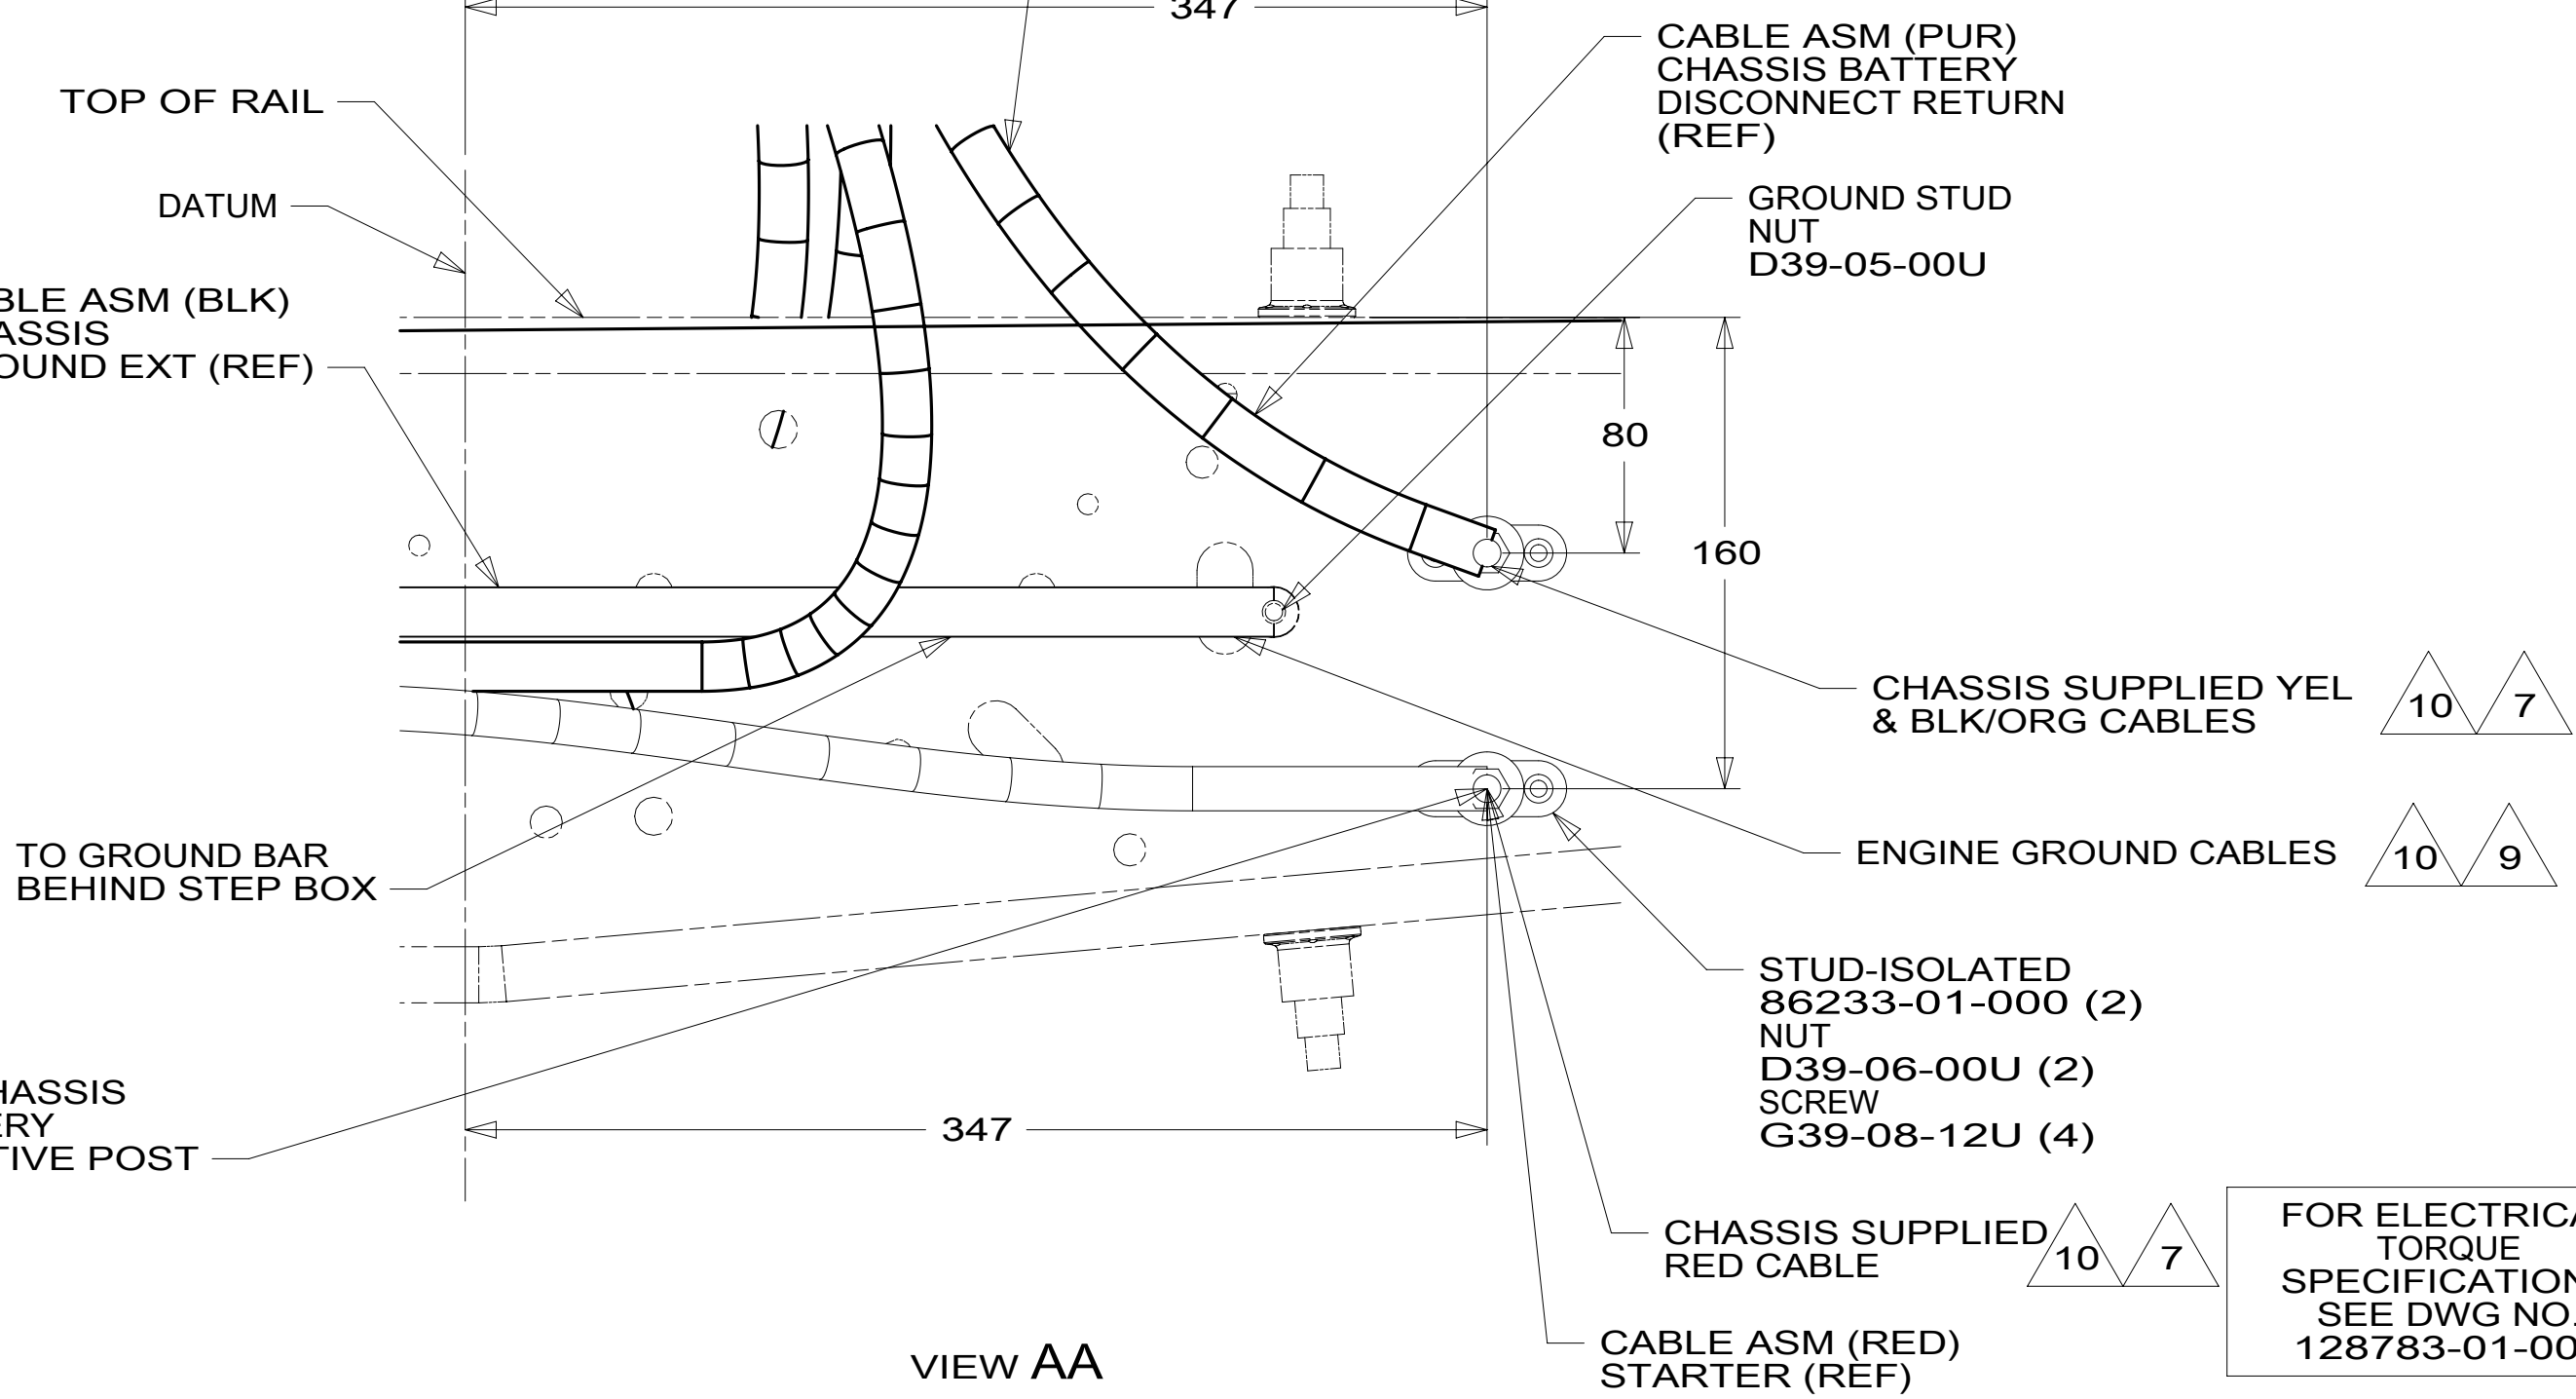 347
CABLE ASM (PUR)
CHASSIS BATTERY
DISCONNECT RETURN
(REF)
TOP OF RAIL
DATUM
GROUND STUD
NUT
D39-05-00U
BLE ASM (BLK)
ASSIS
OUND EXT (REF)
80
160
CHASSIS SUPPLIED YEL
& BLK/ORG CABLES
10 7
TO GROUND BAR
BEHIND STEP BOX
ENGINE GROUND CABLES
10 9
STUD-ISOLATED
86233-01-000 (2)
NUT
D39-06-00U (2)
SCREW
G39-08-12U (4)
HASSIS
ERY
TIVE POST
347
CHASSIS SUPPLIED
RED CABLE
10 7
FOR ELECTRICA
TORQUE
SPECIFICATION
SEE DWG NO.
128783-01-00
CABLE ASM (RED)
STARTER (REF)
VIEW AA